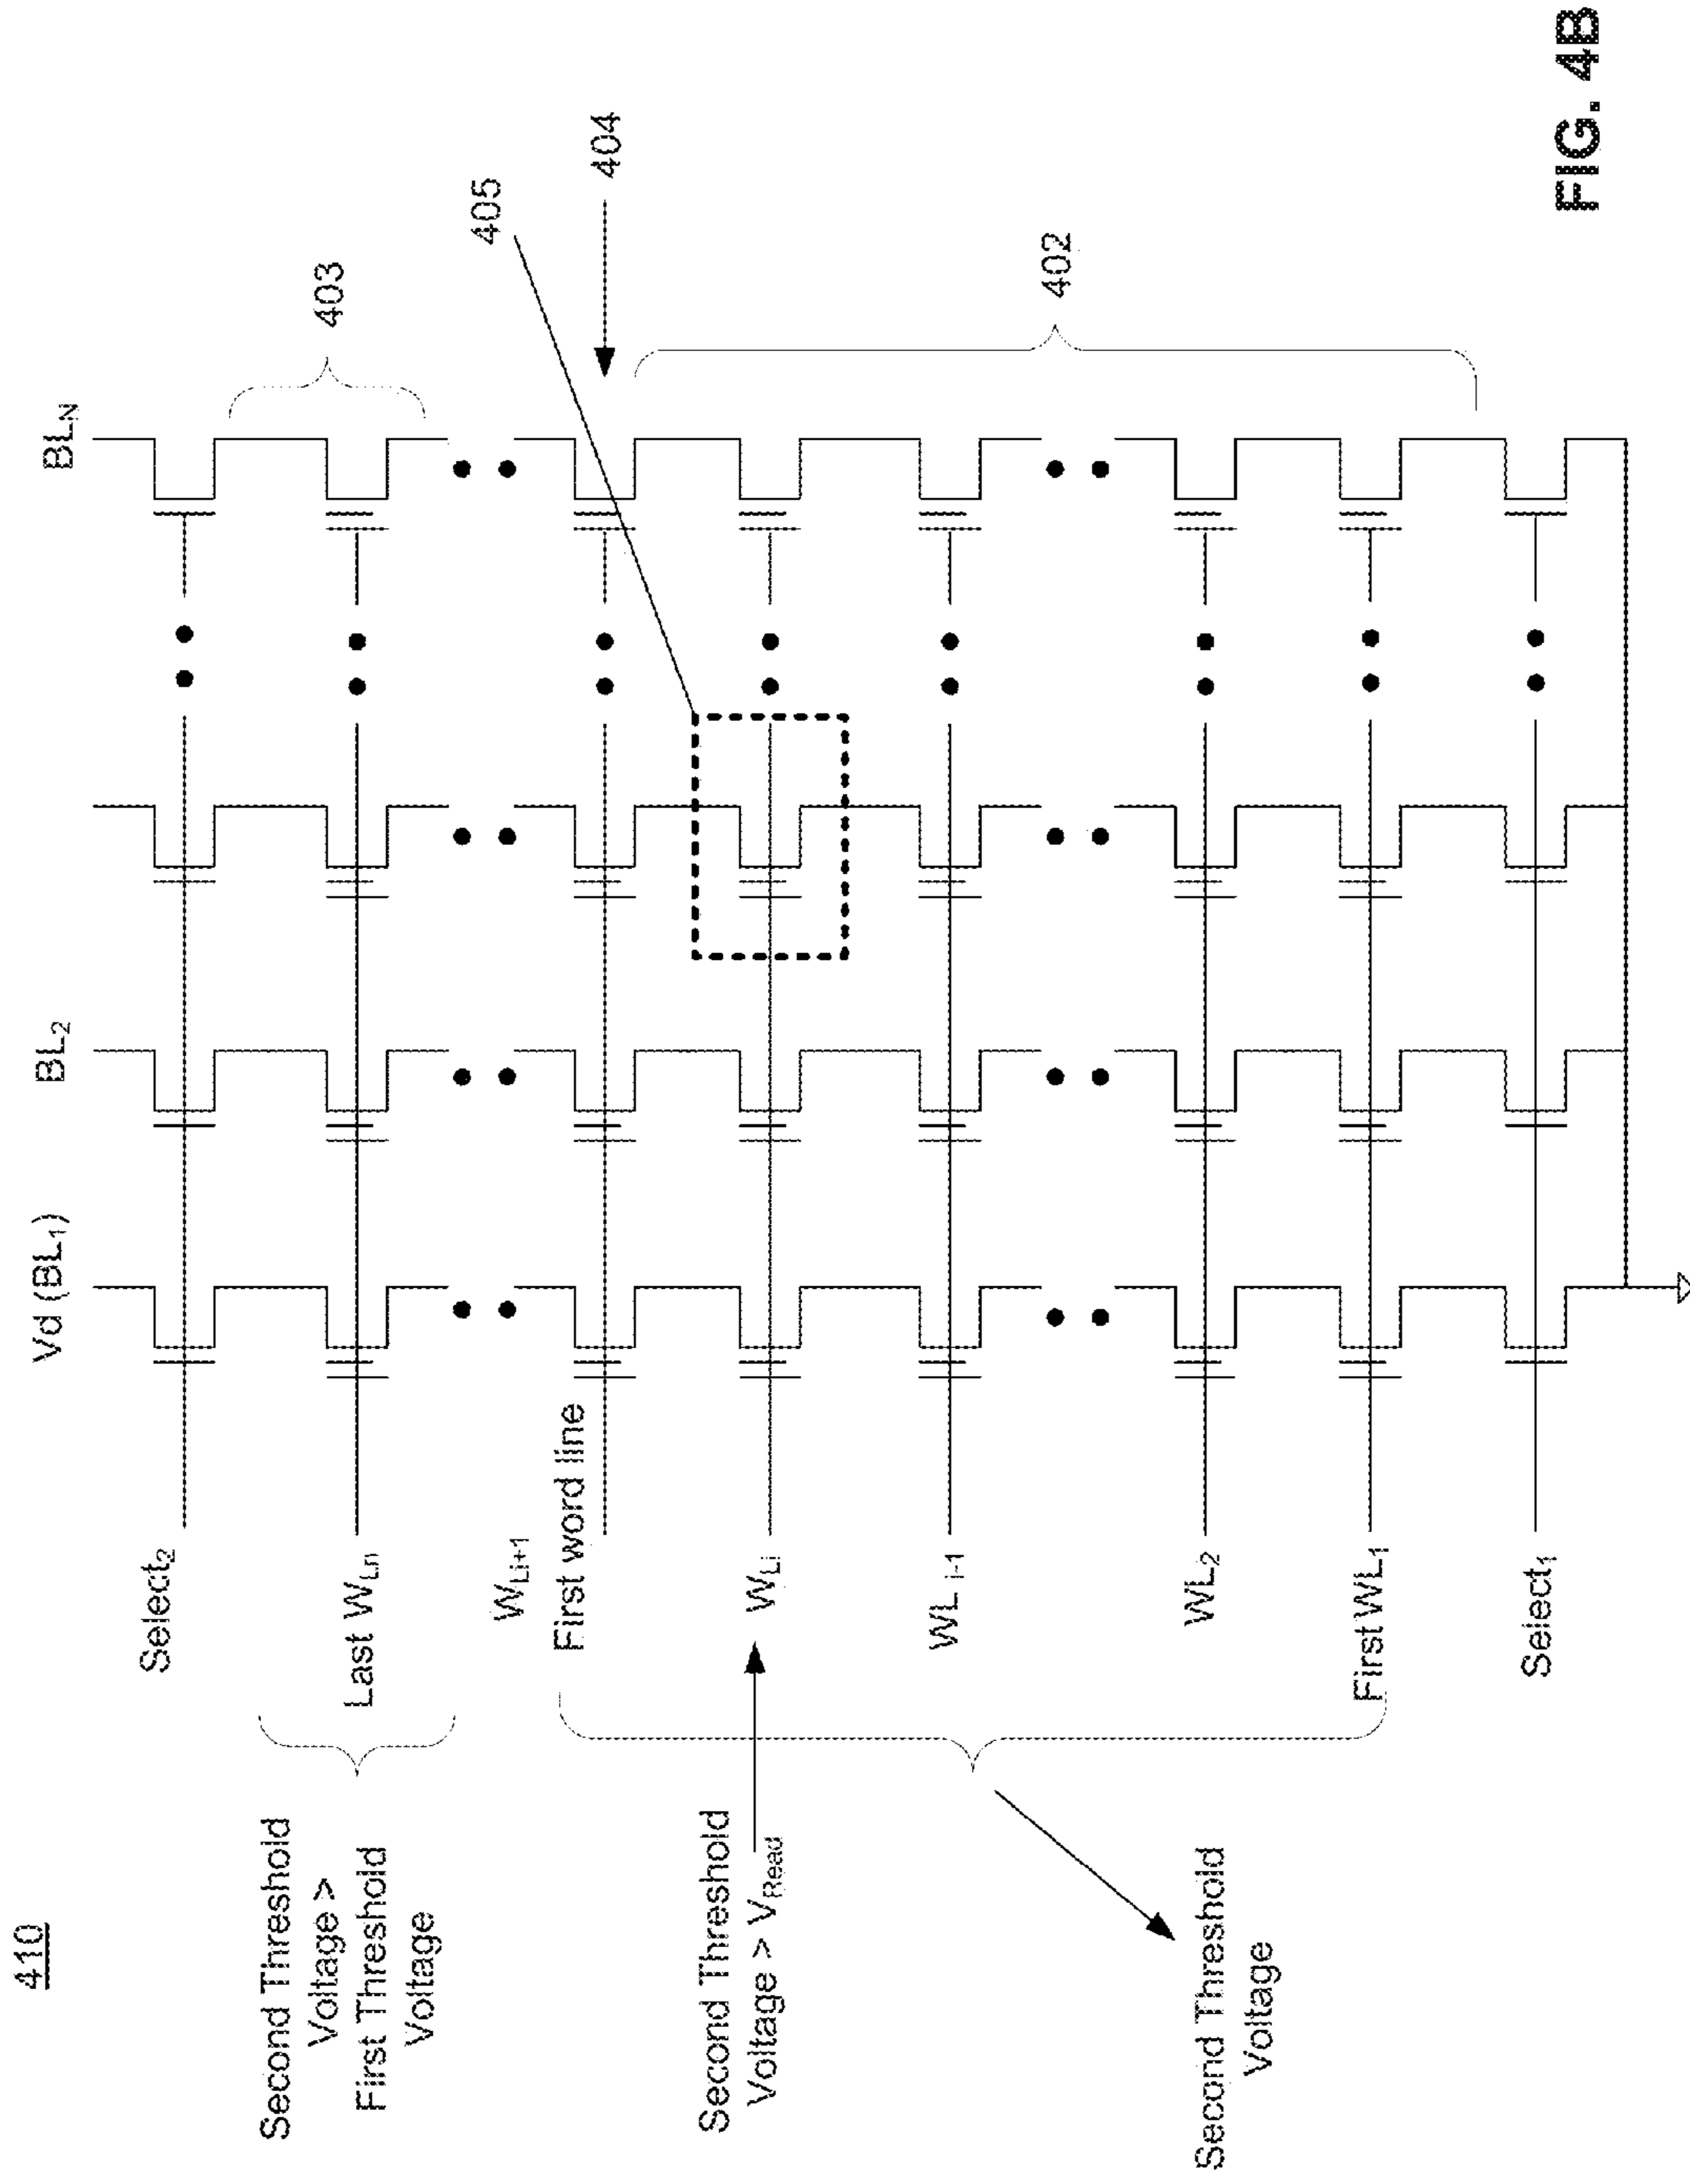 410
Vd (BL1)
BL2
BLN
Select2
Last WLn
WLi+1
First word line
WLi
WL i-1
WL2
First WL1
Select1
Second Threshold
Voltage >
First Threshold
Voltage
Second Threshold
Voltage > VRead
Second Threshold
Voltage
403
405
404
402
FIG. 4B